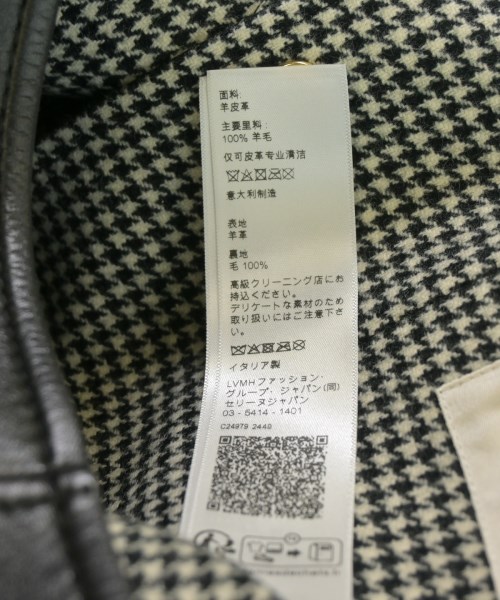 面料:
羊皮革
主要里料:
100% 羊毛
仅可皮革专业清洁
意大利制造
表地
羊革
裏地
毛 100%
高級クリーニング店にお
持込ください。
デリケートな素材のため
取り扱いにはご注意下さ
い。
イタリア製
LVMHファッション・
グループ・ジャパン(同)
セリーヌジャパン
03 - 5414 - 1401
C24979 2440